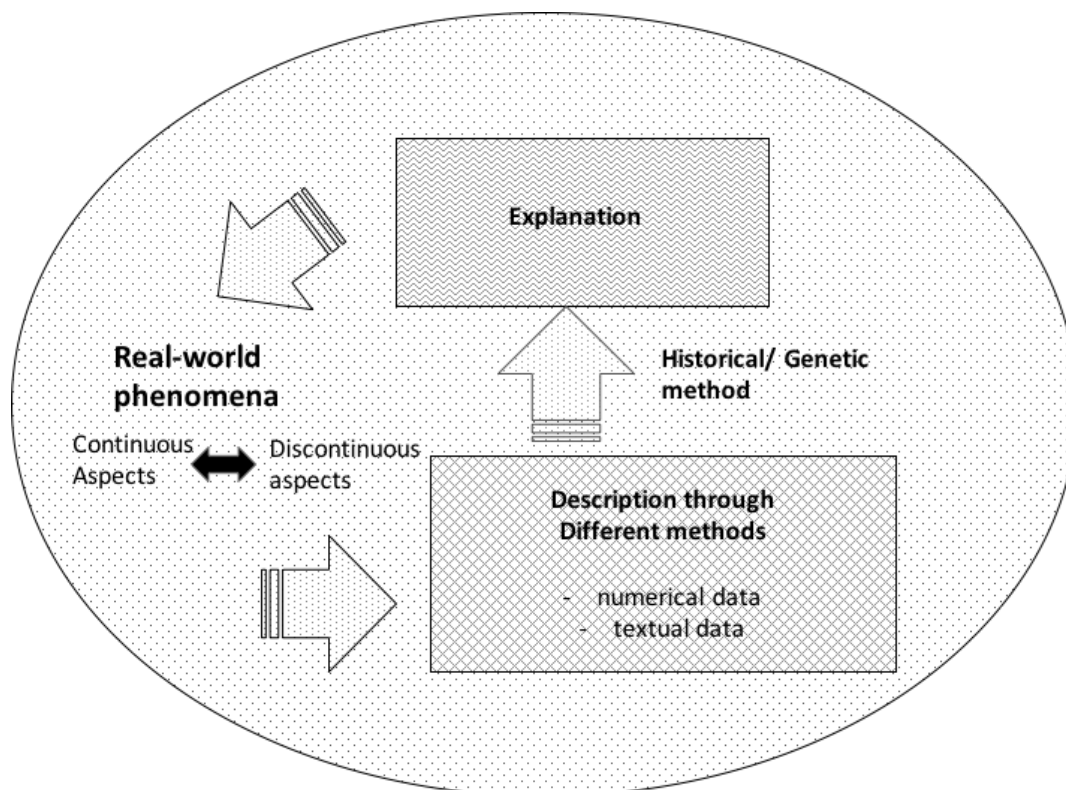 Explanation
Real-world
phenomena
Historical/ Genetic
method
Continuous
Aspects
Discontinuous
aspects
Description through
Different methods
- numerical data
- textual data